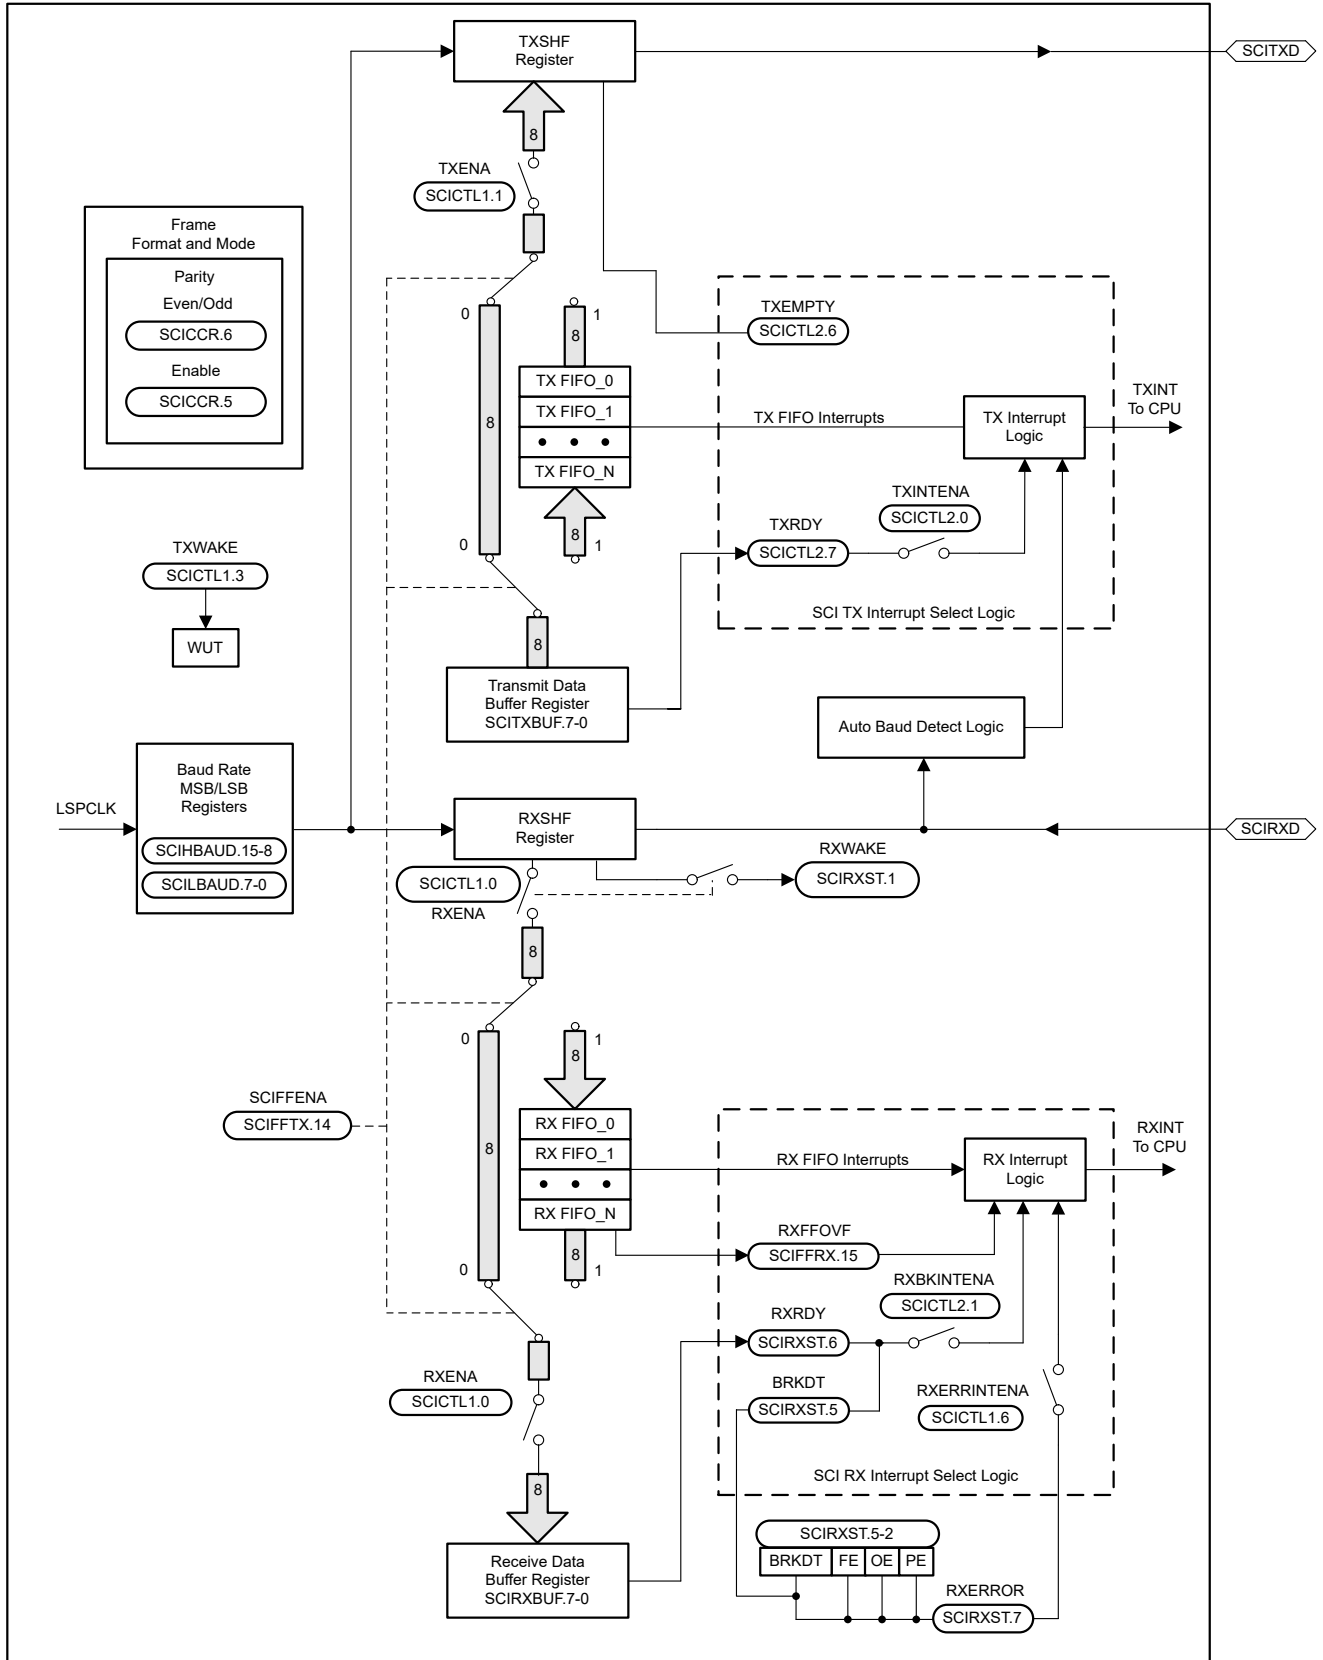 TXSHF
Register
SCITXD
8
TXENA
SCICTL1.1
Frame
Format and Mode
Parity
Even/Odd
SCICCR.6
Enable
SCICCR.5
0
1
8
TXEMPTY
SCICTL2.6
TX FIFO_0
TX FIFO_1
• • •
TX FIFO_N
8
TX FIFO Interrupts
TX Interrupt
Logic
TXINT
To CPU
TXINTENA
SCICTL2.0
TXRDY
SCICTL2.7
0
8
1
SCI TX Interrupt Select Logic
TXWAKE
SCICTL1.3
WUT
8
Transmit Data
Buffer Register
SCITXBUF.7-0
Auto Baud Detect Logic
LSPCLK
Baud Rate
MSB/LSB
Registers
SCIHBAUD.15-8
SCILBAUD.7-0
RXSHF
Register
SCIRXD
SCICTL1.0
RXENA
RXWAKE
SCIRXST.1
8
0
8
1
SCIFFENA
SCIFFTX.14
8
RX FIFO_0
RX FIFO_1
• • •
RX FIFO_N
RX FIFO Interrupts
RX Interrupt
Logic
RXINT
To CPU
0
8
1
RXFFOVF
SCIFFRX.15
RXBKINTENA
SCICTL2.1
RXRDY
SCIRXST.6
BRKDT
SCIRXST.5
RXERRINTENA
SCICTL1.6
SCI RX Interrupt Select Logic
RXENA
SCICTL1.0
8
Receive Data
Buffer Register
SCIRXBUF.7-0
SCIRXST.5-2
BRKDT FE OE PE
RXERROR
SCIRXST.7